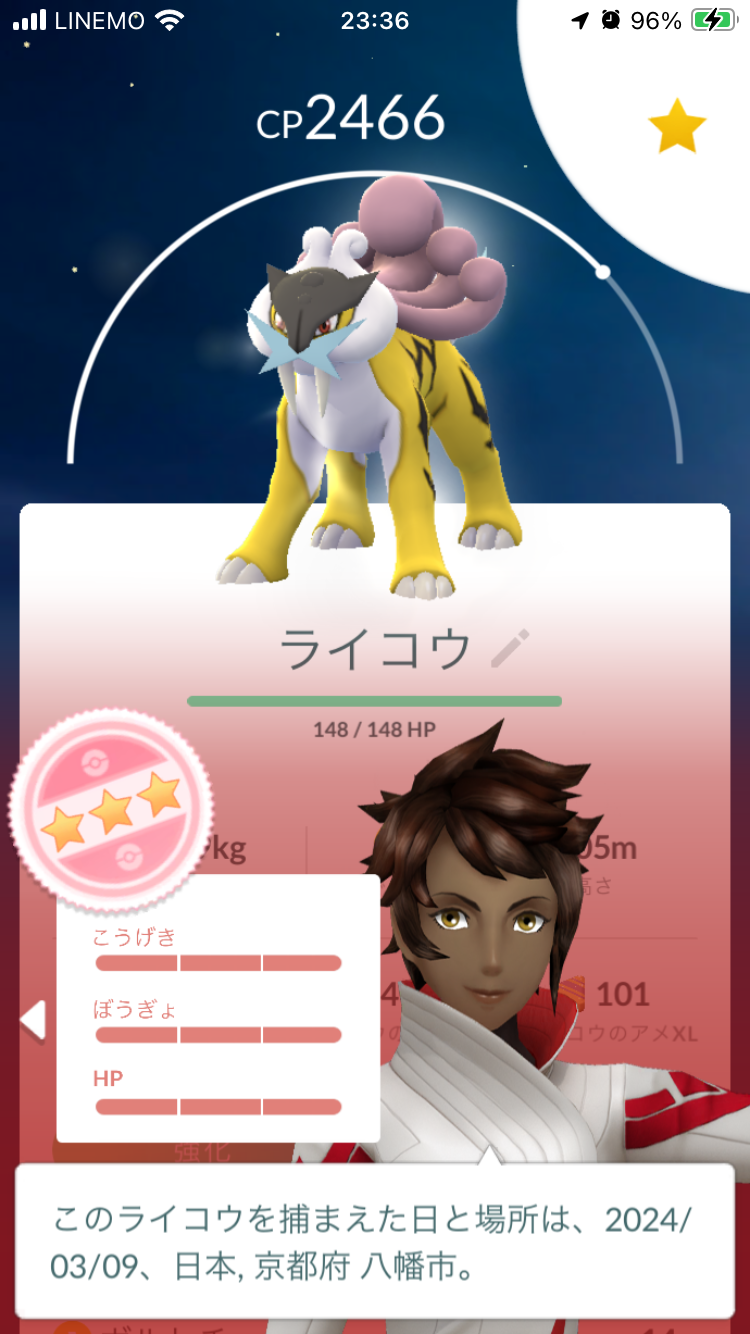 LINEMO 23:36 96%
CP2466
ライコウ
148 / 148 HP
kg
05m
高さ
こうげき
ぼうぎょ
HP
101
コウのアメXL
強化
このライコウを捕まえた日と場所は、2024/
03/09、日本, 京都府 八幡市。